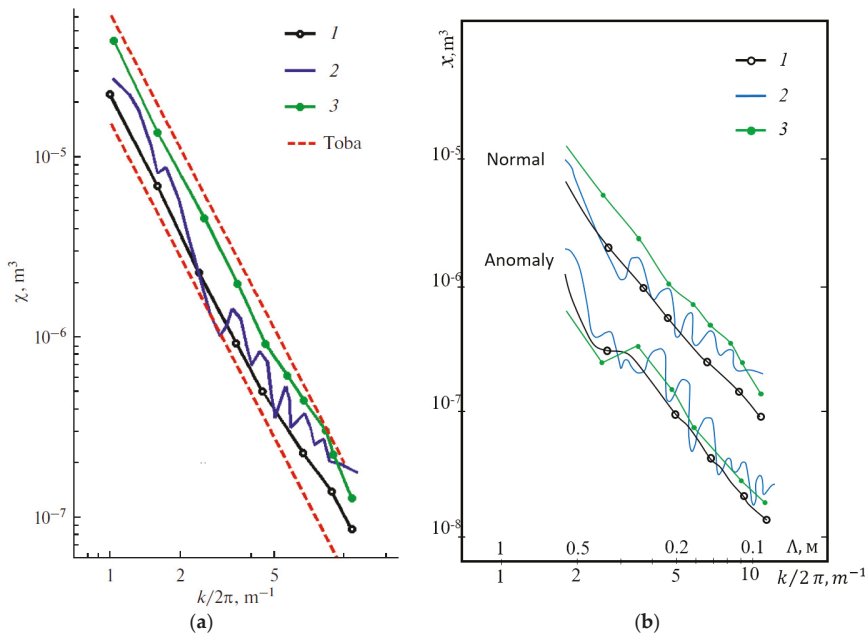 1
2
3
Toba
10⁻⁵
10⁻⁶
10⁻⁷
χ, m³
1
2
5
k/2π, m⁻¹
(a)
x, m³
1
2
3
10⁻⁵
Normal
Anomaly
10⁻⁶
10⁻⁷
10⁻⁸
1
0.5
0.2
0.1
Λ, м
1
2
5
10
k/2π, m⁻¹
(b)